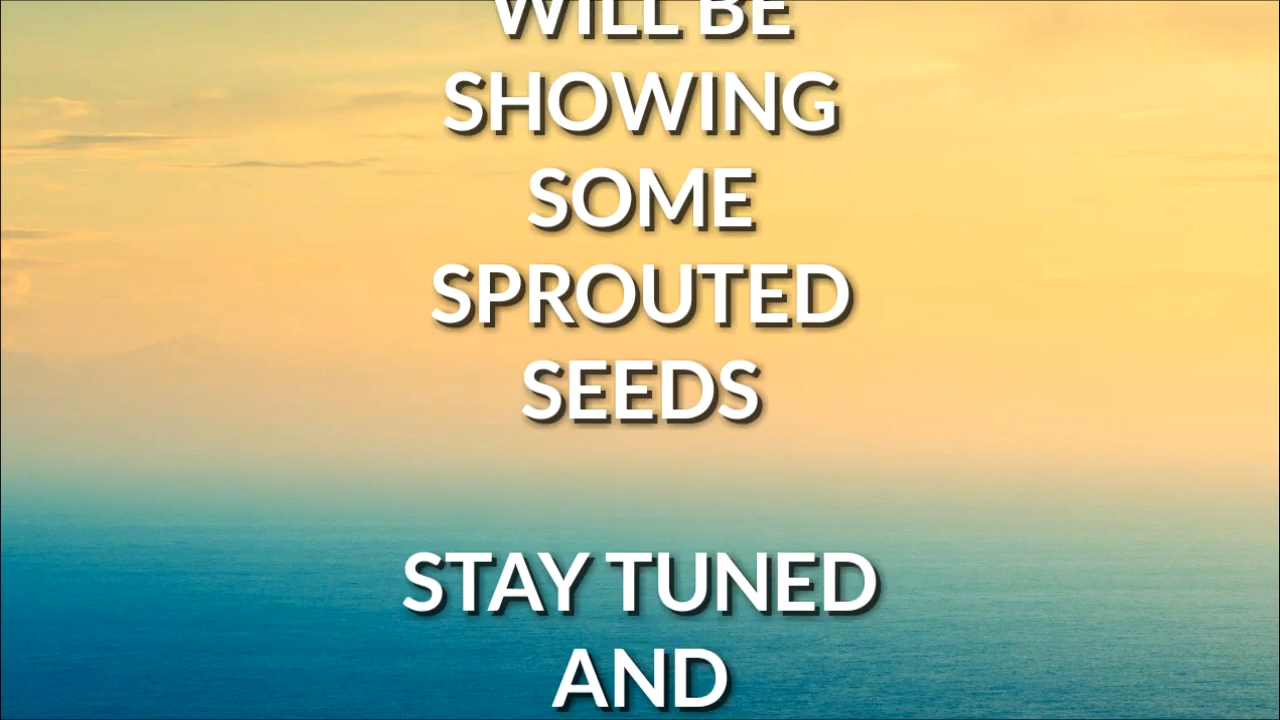 WILL BE
SHOWING
SOME
SPROUTED
SEEDS
STAY TUNED
AND